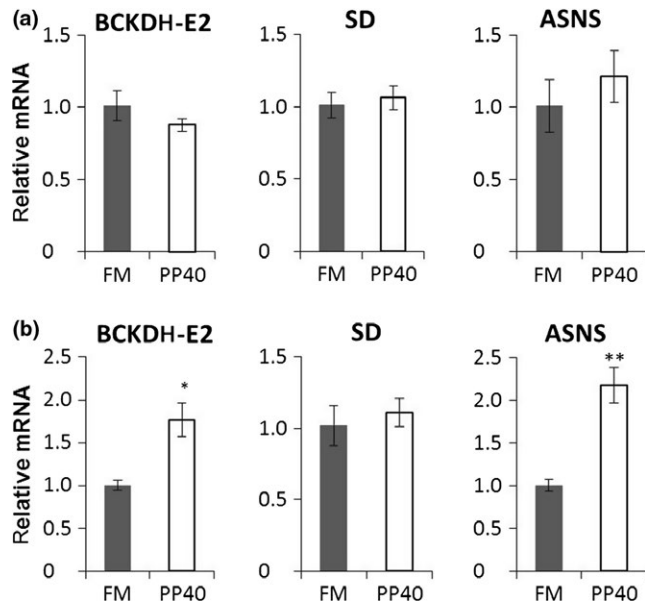 (a)
BCKDH-E2
SD
ASNS
Relative mRNA
1.5
1.0
0.5
0
FM PP40
1.5
1.0
0.5
0
FM PP40
1.5
1.0
0.5
0
FM PP40
(b)
BCKDH-E2
SD
ASNS
Relative mRNA
2.5
2.0
1.5
1.0
0.5
0
*
FM PP40
1.5
1.0
0.5
0
FM PP40
2.5
2.0
1.5
1.0
0.5
0
**
FM PP40